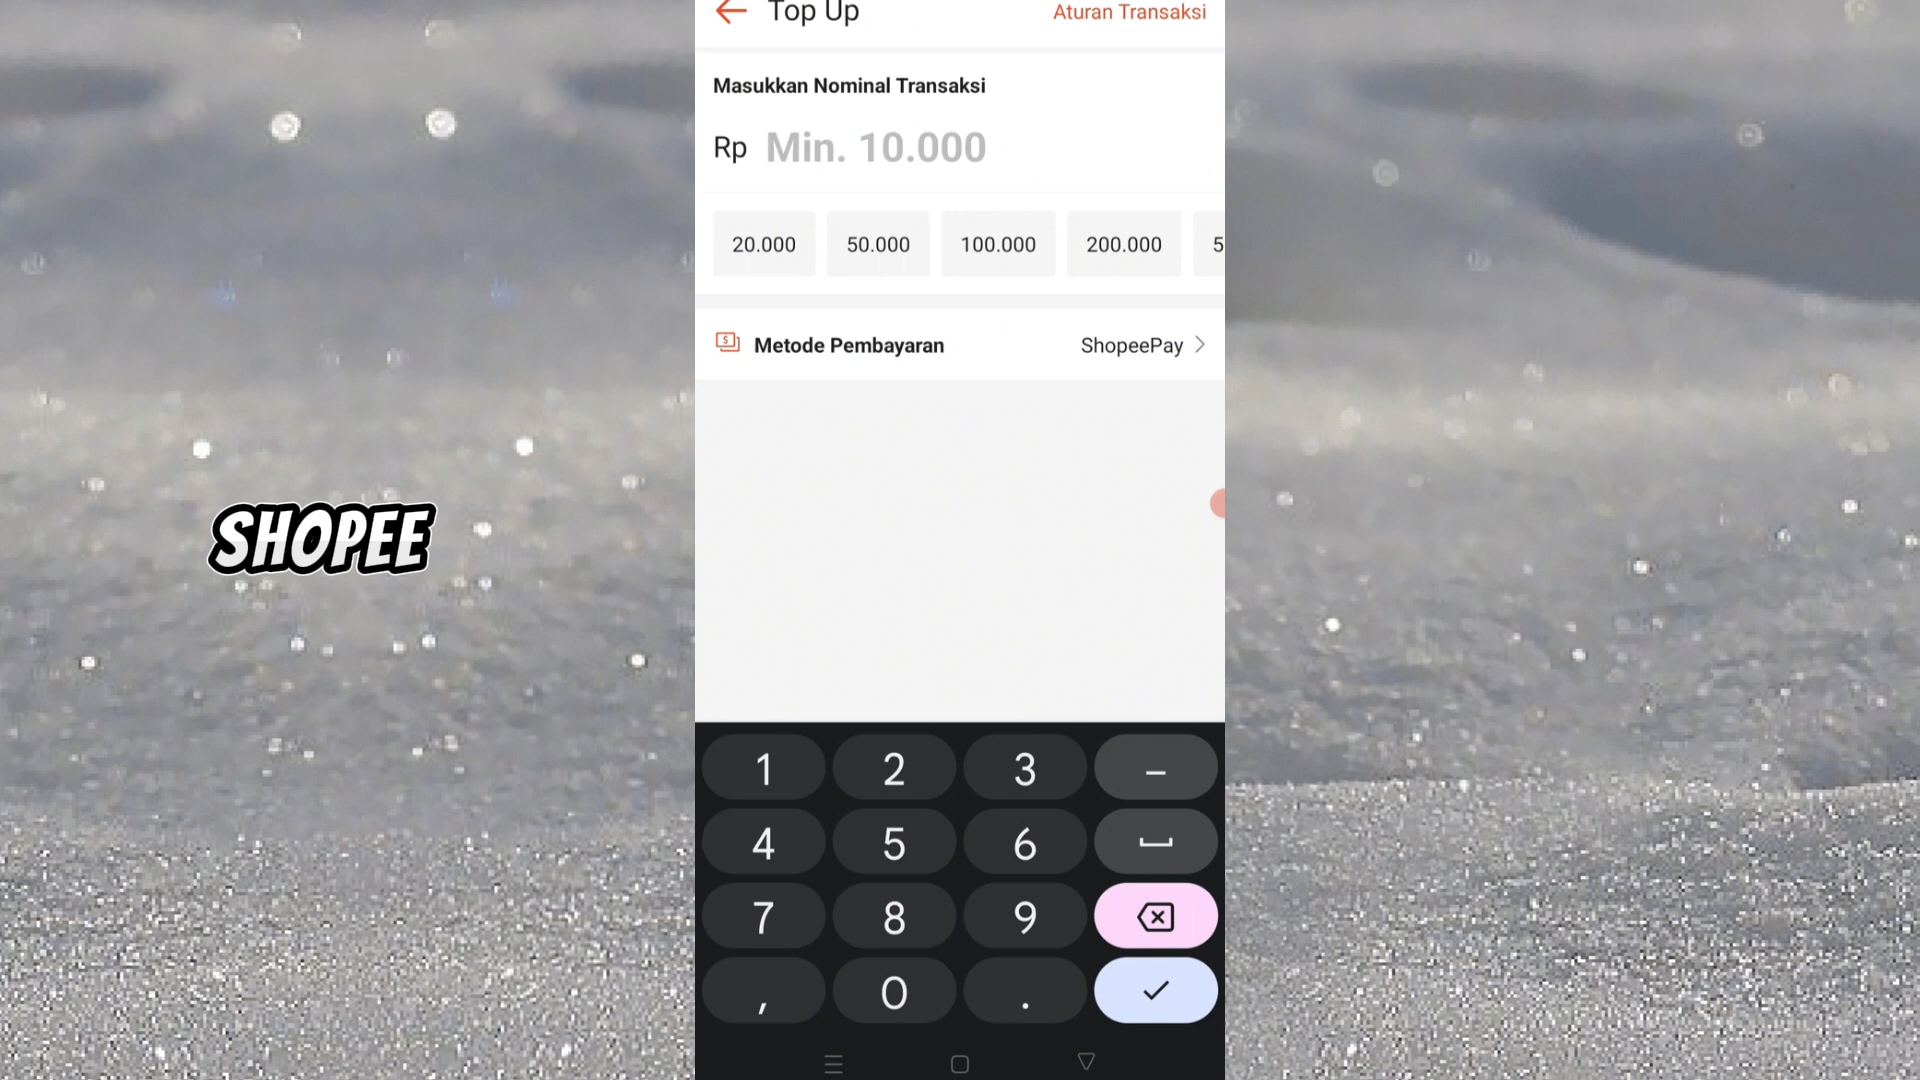 Top Up
Aturan Transaksi
Masukkan Nominal Transaksi
Rp Min. 10.000
20.000 50.000 100.000 200.000 5
Metode Pembayaran ShopeePay
SHOPEE
1 2 3 –
4 5 6
7 8 9
, 0 .